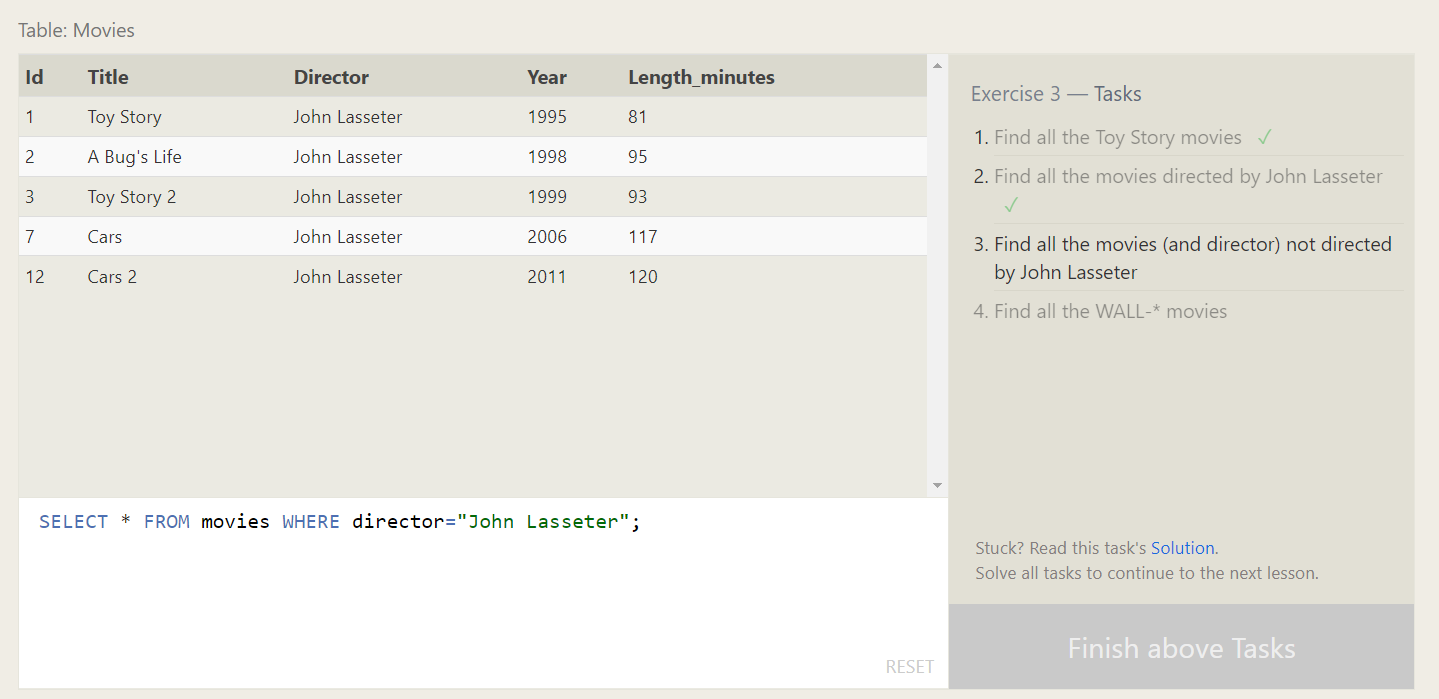 Table: Movies
Id Title Director Year Length_minutes
1 Toy Story John Lasseter 1995 81
2 A Bug's Life John Lasseter 1998 95
3 Toy Story 2 John Lasseter 1999 93
7 Cars John Lasseter 2006 117
12 Cars 2 John Lasseter 2011 120
SELECT * FROM movies WHERE director="John Lasseter";
RESET
Exercise 3 — Tasks
1. Find all the Toy Story movies ✓
2. Find all the movies directed by John Lasseter
✓
3. Find all the movies (and director) not directed
by John Lasseter
4. Find all the WALL-* movies
Stuck? Read this task's Solution.
Solve all tasks to continue to the next lesson.
Finish above Tasks